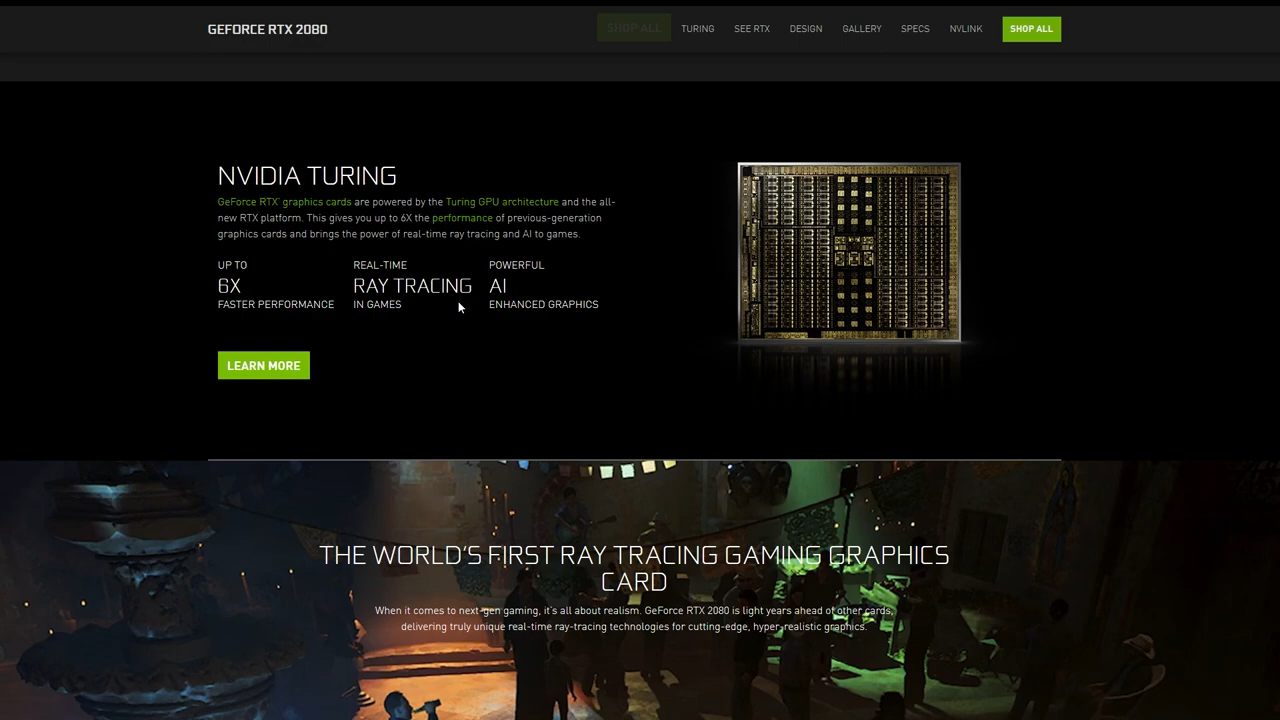 GEFORCE RTX 2080
SHOP ALL
TURING
SEE RTX
DESIGN
GALLERY
SPECS
NVLINK
SHOP ALL
NVIDIA TURING
GeForce RTX™ graphics cards are powered by the Turing GPU architecture and the all-
new RTX platform. This gives you up to 6X the performance of previous-generation
graphics cards and brings the power of real-time ray tracing and AI to games.
UP TO
6X
FASTER PERFORMANCE
REAL-TIME
RAY TRACING
IN GAMES
POWERFUL
AI
ENHANCED GRAPHICS
LEARN MORE
THE WORLD'S FIRST RAY TRACING GAMING GRAPHICS
CARD
When it comes to next-gen gaming, it's all about realism. GeForce RTX 2080 is light years ahead of other cards,
delivering truly unique real-time ray-tracing technologies for cutting-edge, hyper-realistic graphics.